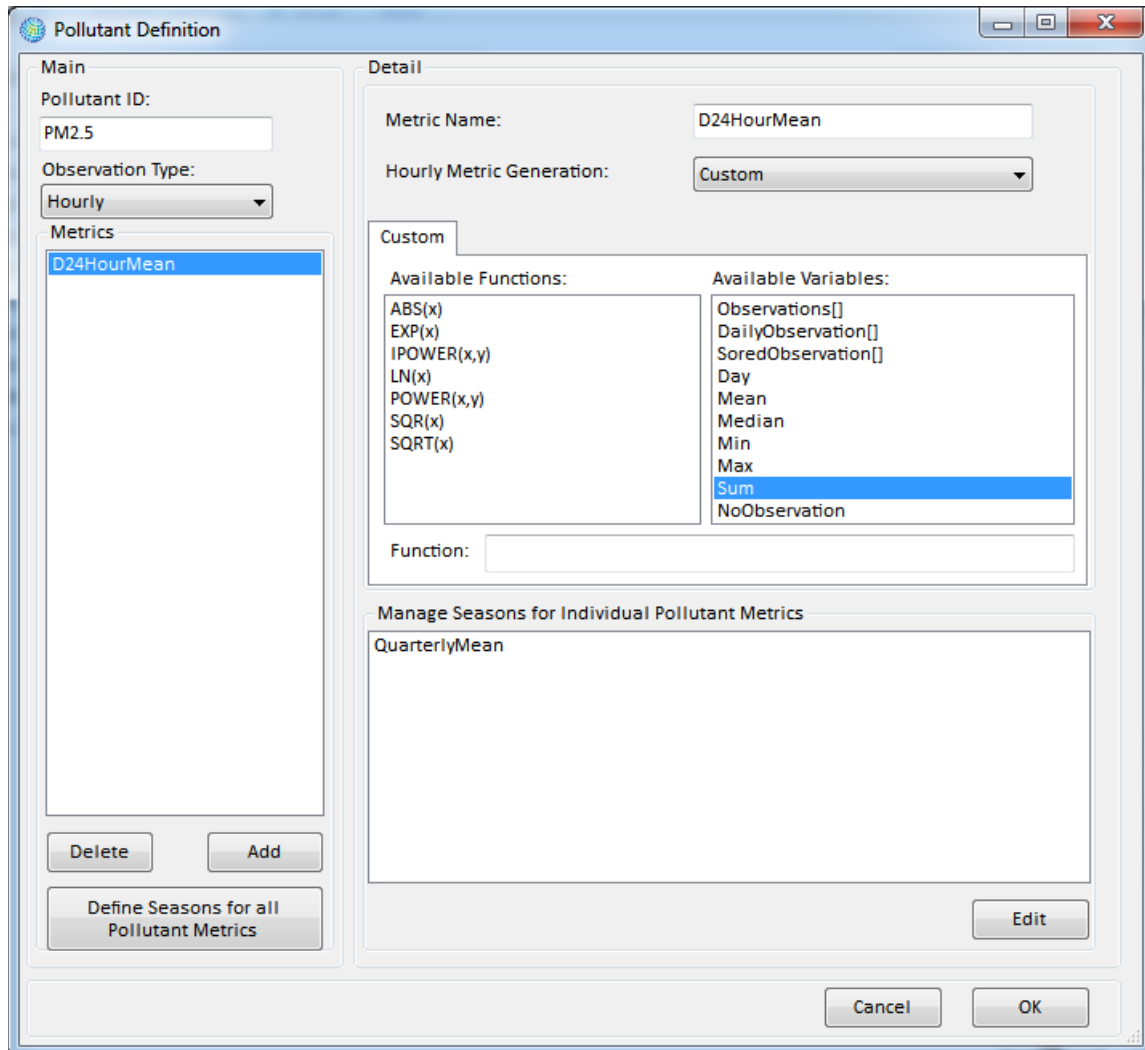 Pollutant Definition
Main
Pollutant ID:
PM2.5
Observation Type:
Hourly
Metrics
D24HourMean
Delete
Add
Define Seasons for all
Pollutant Metrics
Detail
Metric Name:
D24HourMean
Hourly Metric Generation:
Custom
Custom
Available Functions:
ABS(x)
EXP(x)
IPOWER(x,y)
LN(x)
POWER(x,y)
SQR(x)
SQRT(x)
Available Variables:
Observations[]
DailyObservation[]
SoredObservation[]
Day
Mean
Median
Min
Max
Sum
NoObservation
Function:
Manage Seasons for Individual Pollutant Metrics
QuarterlyMean
Edit
Cancel
OK